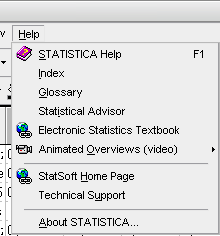 Help
STATISTICA Help F1
Index
Glossary
Statistical Advisor
Electronic Statistics Textbook
Animated Overviews (video)
StatSoft Home Page
Technical Support
About STATISTICA...